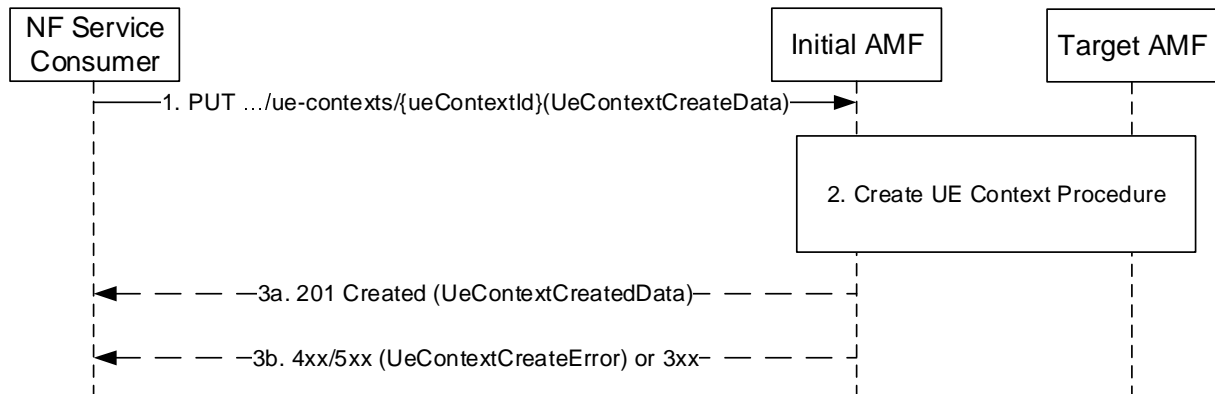 NF Service
Consumer
Initial AMF
Target AMF
1. PUT …/ue-contexts/{ueContextId}(UeContextCreateData)
2. Create UE Context Procedure
3a. 201 Created (UeContextCreatedData)
3b. 4xx/5xx (UeContextCreateError) or 3xx